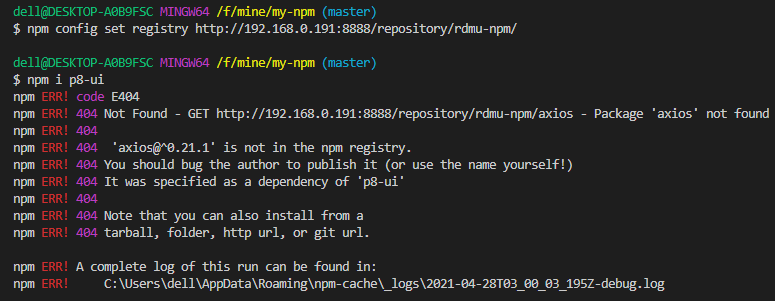 dell@DESKTOP-A0B9FSC MINGW64 /f/mine/my-npm (master)
$ npm config set registry http://192.168.0.191:8888/repository/rdmu-npm/
dell@DESKTOP-A0B9FSC MINGW64 /f/mine/my-npm (master)
$ npm i p8-ui
npm ERR! code E404
npm ERR! 404 Not Found - GET http://192.168.0.191:8888/repository/rdmu-npm/axios - Package 'axios' not found
npm ERR! 404
npm ERR! 404  'axios@^0.21.1' is not in the npm registry.
npm ERR! 404 You should bug the author to publish it (or use the name yourself!)
npm ERR! 404 It was specified as a dependency of 'p8-ui'
npm ERR! 404
npm ERR! 404 Note that you can also install from a
npm ERR! 404 tarball, folder, http url, or git url.
npm ERR! A complete log of this run can be found in:
npm ERR!     C:\Users\dell\AppData\Roaming\npm-cache\_logs\2021-04-28T03_00_03_195Z-debug.log